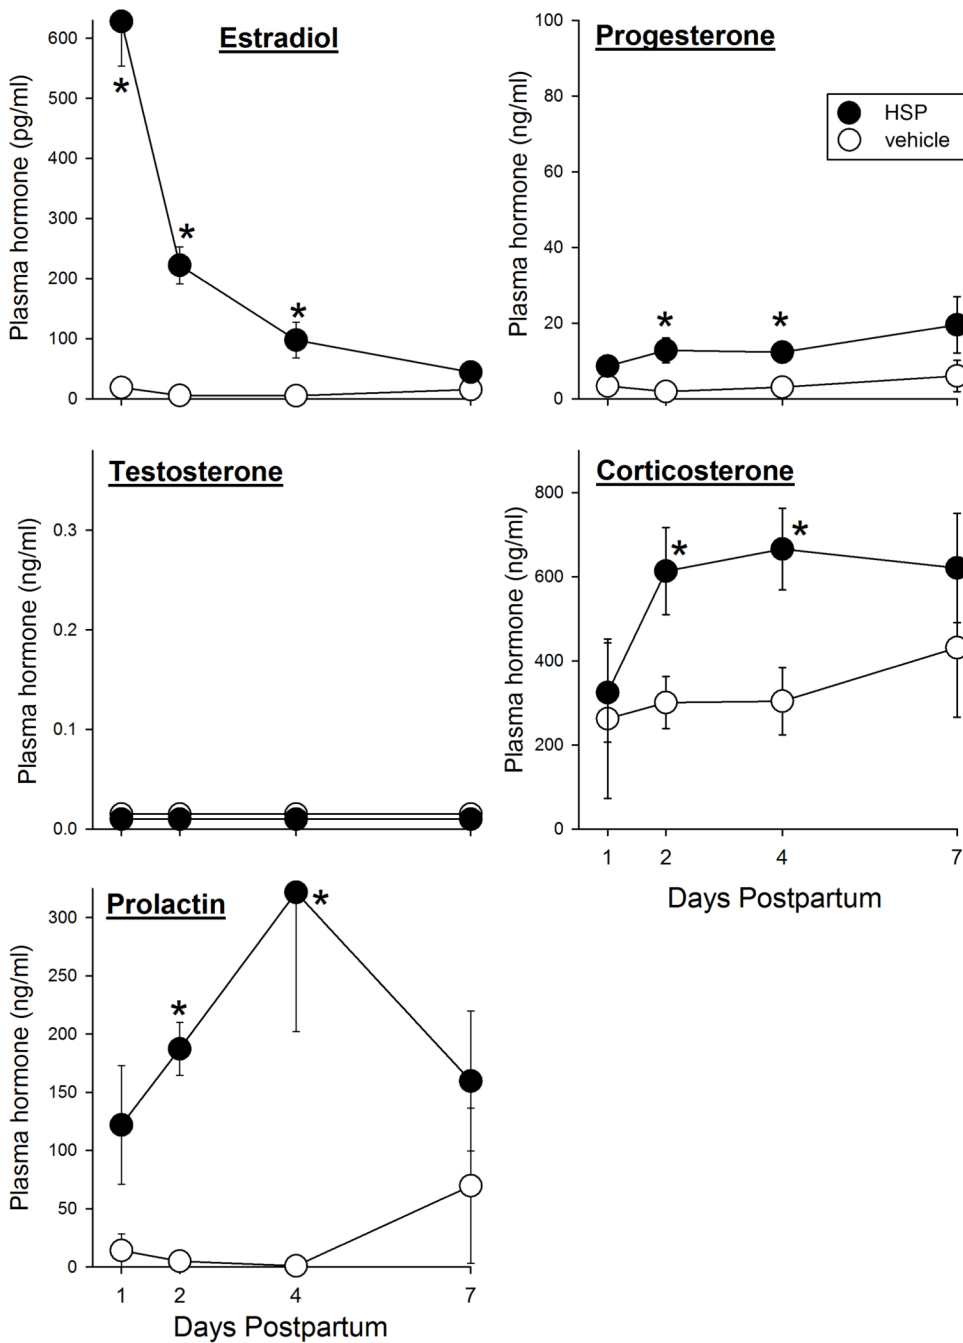 Estradiol
Plasma hormone (pg/ml)
600
500
400
300
200
100
0
*
*
*
Progesterone
Plasma hormone (ng/ml)
100
80
60
40
20
0
HSP
vehicle
*
*
Testosterone
Plasma hormone (ng/ml)
0.3
0.2
0.1
0.0
Corticosterone
Plasma hormone (ng/ml)
800
600
400
200
0
*
*
1 2 4 7
Days Postpartum
Prolactin
Plasma hormone (ng/ml)
300
250
200
150
100
50
0
*
*
1 2 4 7
Days Postpartum